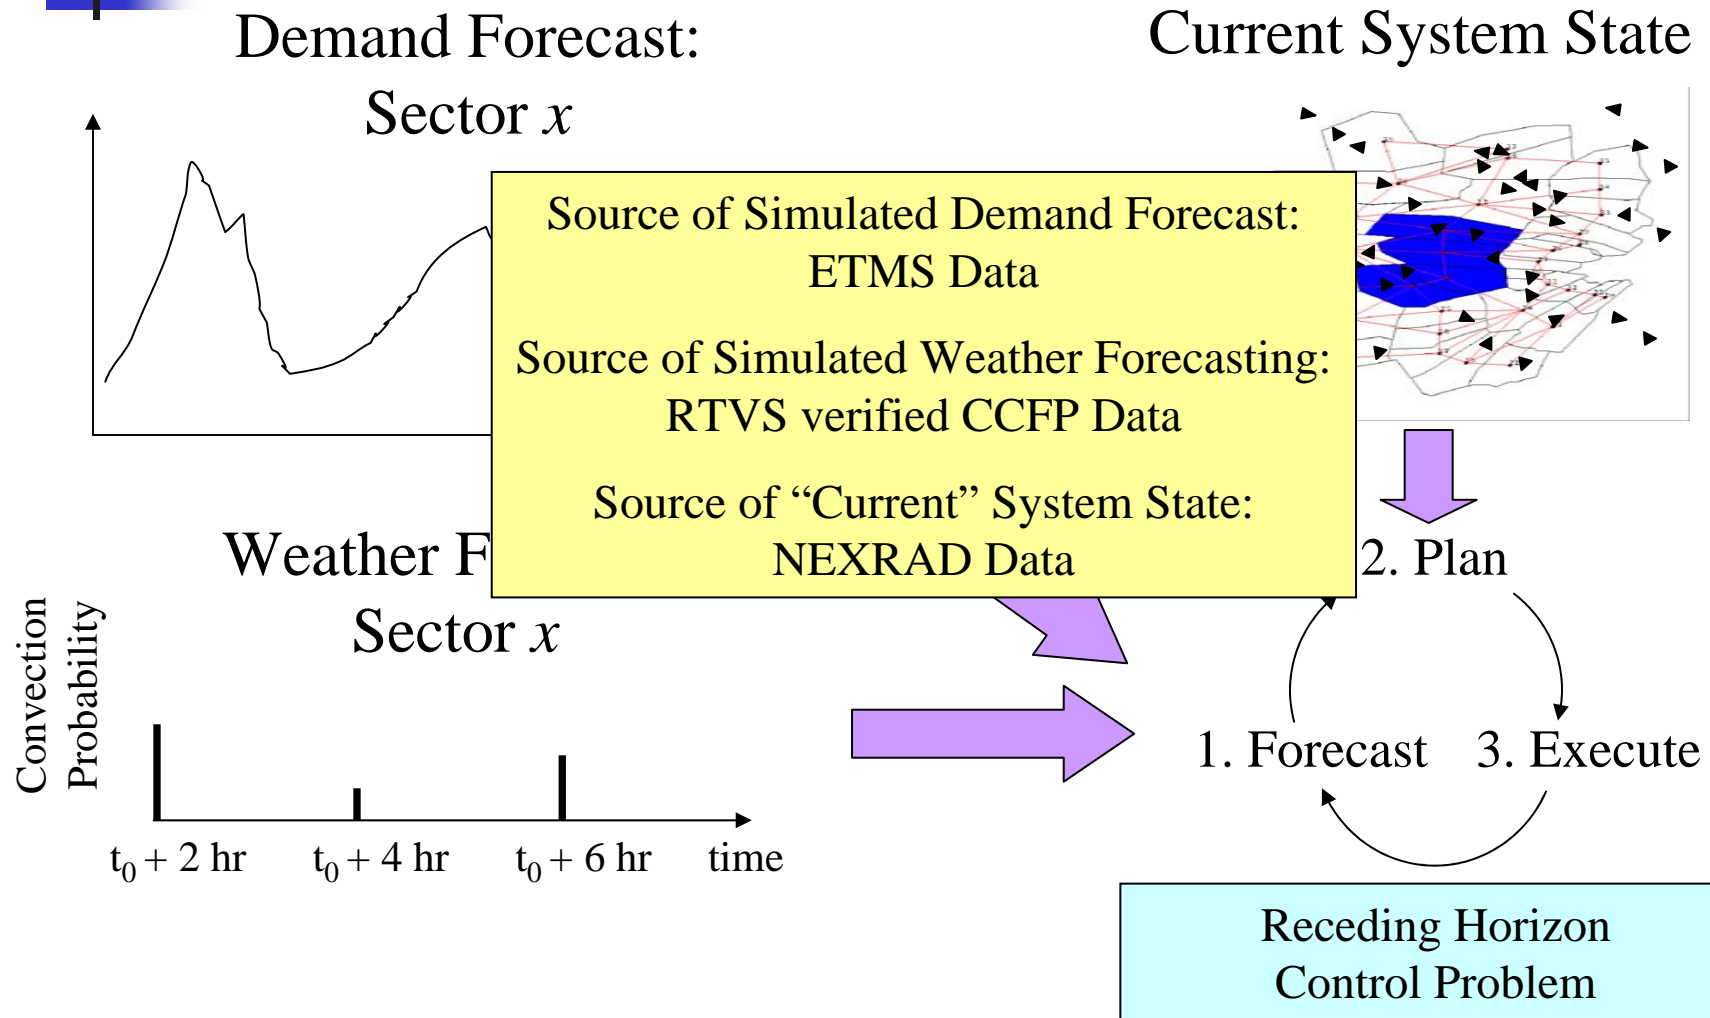 Demand Forecast:
Sector x
Current System State
Source of Simulated Demand Forecast:
ETMS Data
Source of Simulated Weather Forecasting:
RTVS verified CCFP Data
Source of “Current” System State:
NEXRAD Data
Weather F
Sector x
Convection
Probability
t₀ + 2 hr
t₀ + 4 hr
t₀ + 6 hr
time
2. Plan
1. Forecast
3. Execute
Receding Horizon
Control Problem